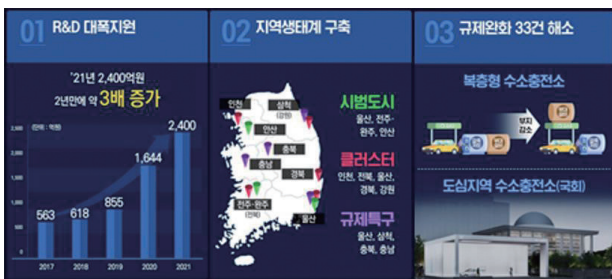 01 R&D 대폭지원
'21년 2,400억원
2년만에 약 3배 증가
(단위 : 억원)
2,500
2,000
1,500
1,000
500
0
563
618
855
1,644
2,400
2017
2018
2019
2020
2021
02 지역생태계 구축
인천
삼척
(강원)
안산
충북
충남
경북
전주·완주
(전북)
울산
시범도시
울산, 전주·
완주, 안산
클러스터
인천, 전북, 울산,
경북, 강원
규제특구
울산, 삼척,
충북, 충남
03 규제완화 33건 해소
복층형 수소충전소
부지
감소
도심지역 수소충전소(국회)